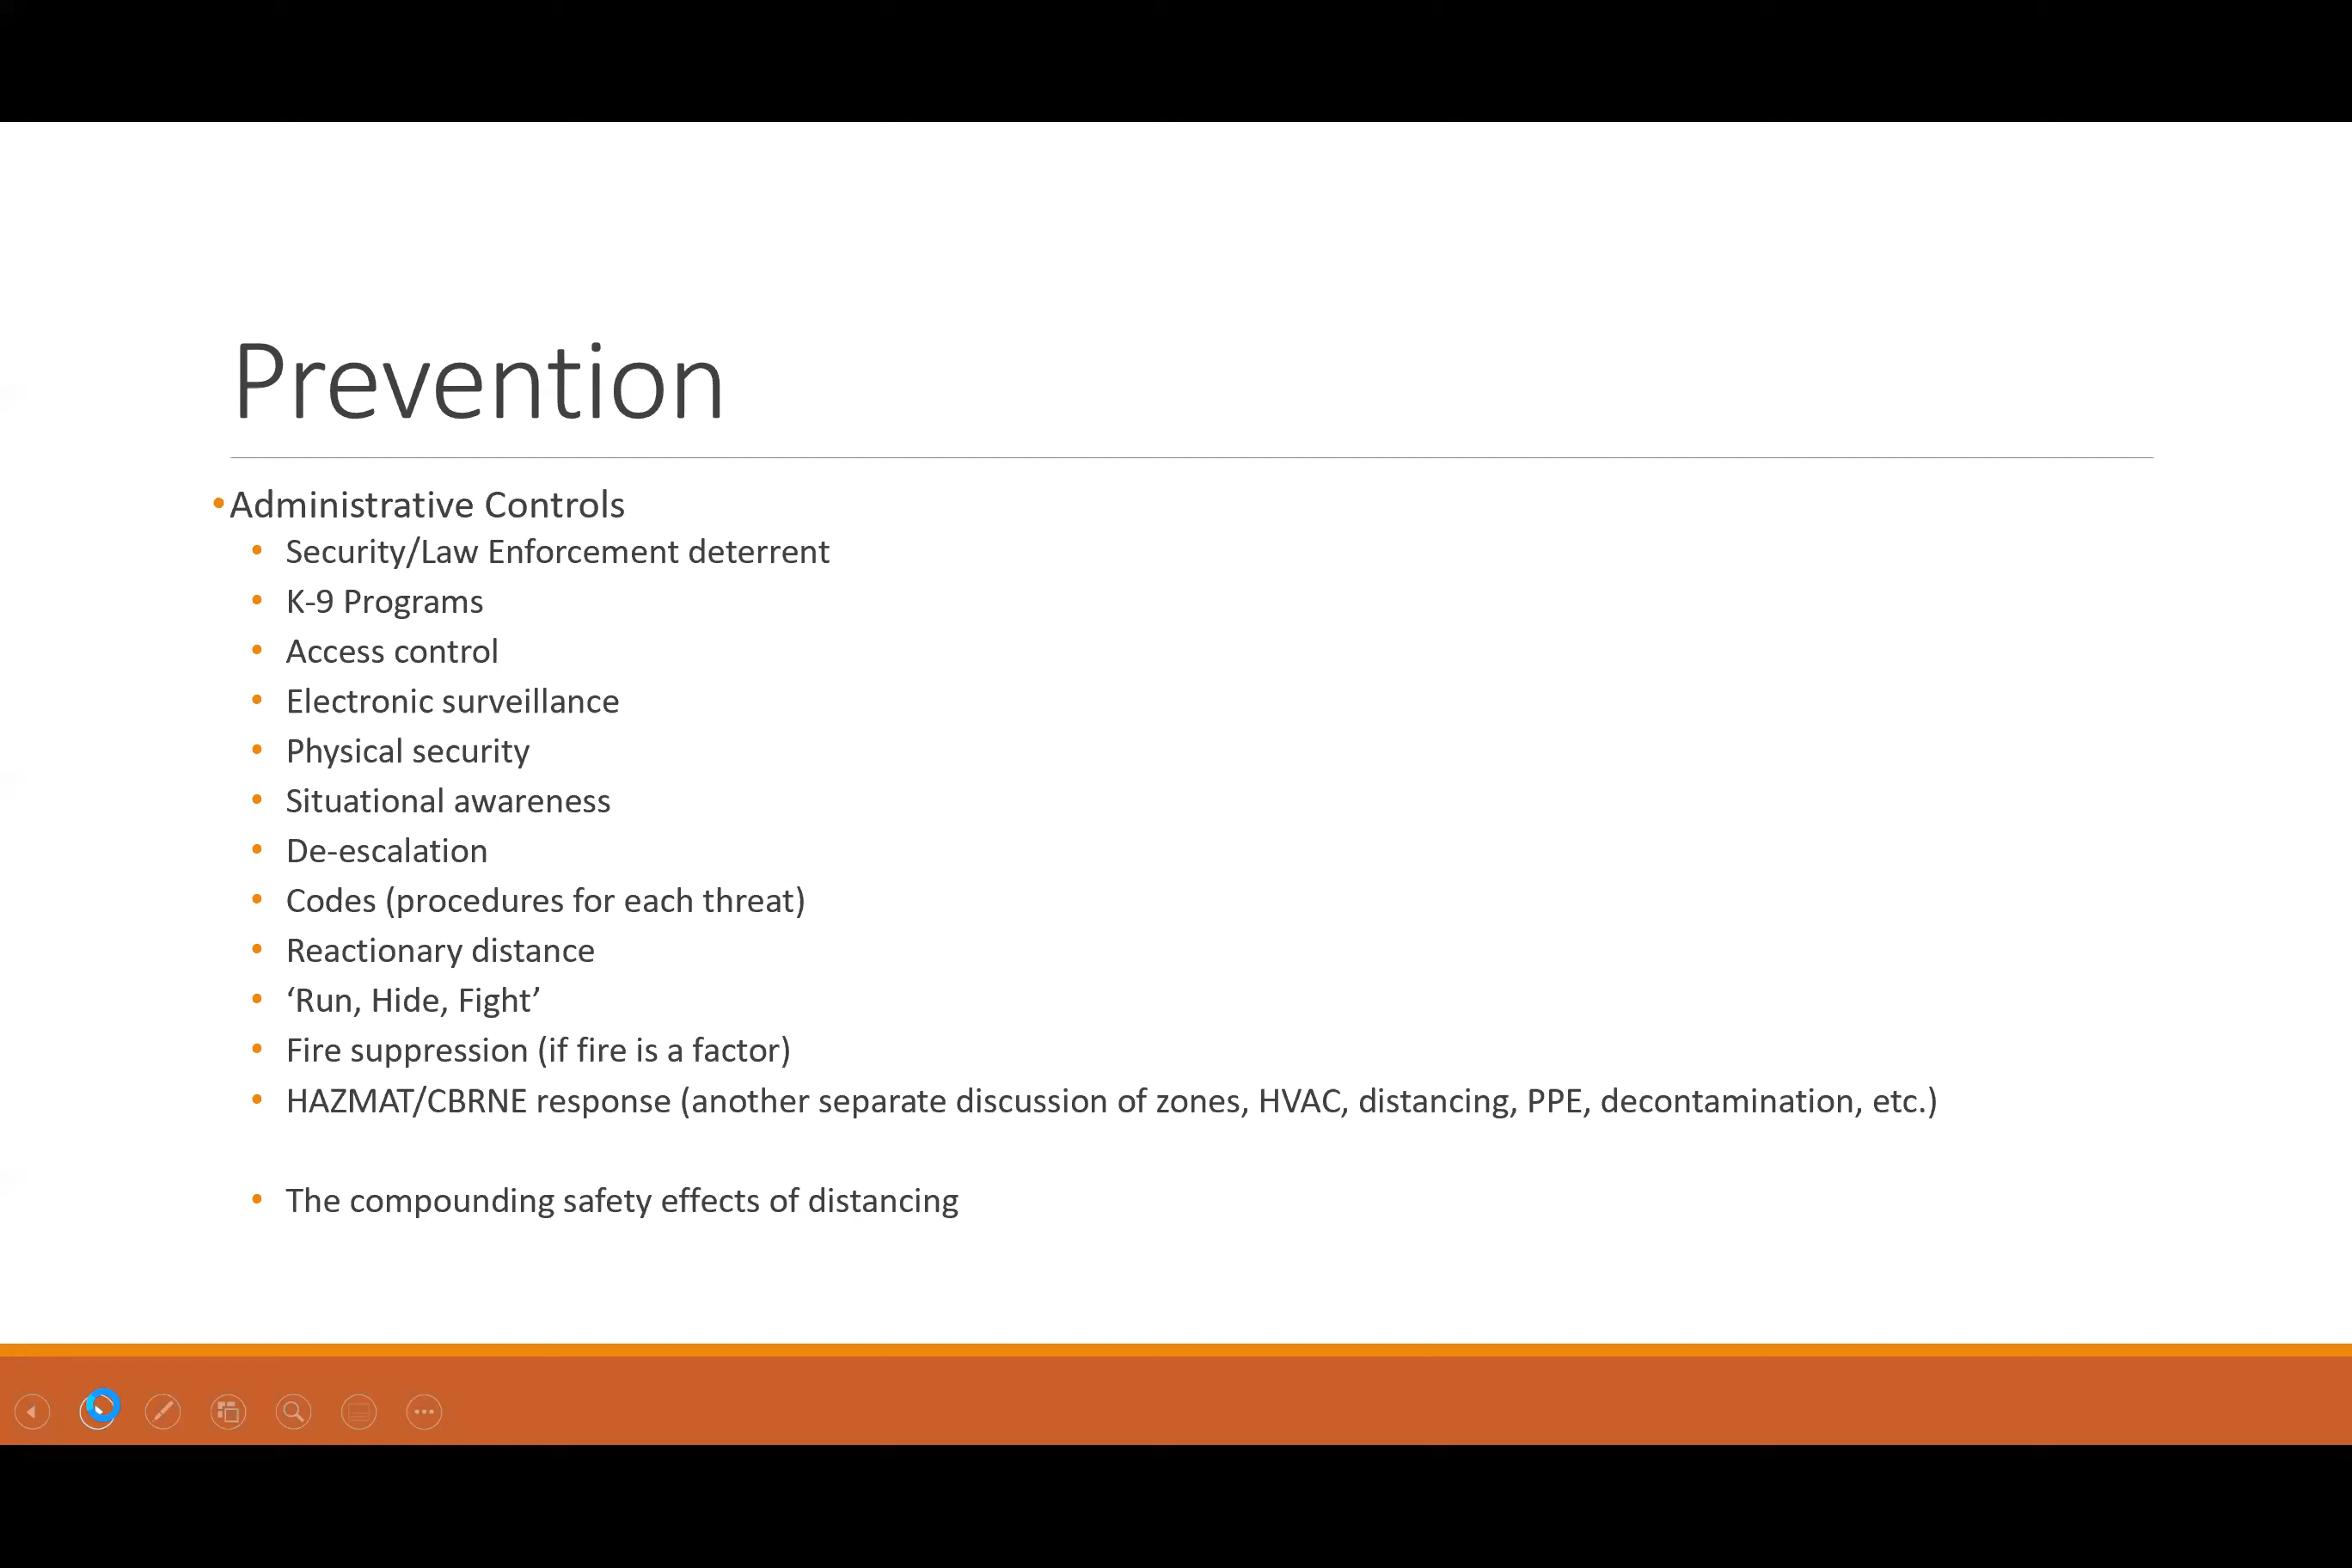 Prevention
•Administrative Controls
• Security/Law Enforcement deterrent
• K-9 Programs
• Access control
• Electronic surveillance
• Physical security
• Situational awareness
• De-escalation
• Codes (procedures for each threat)
• Reactionary distance
• ‘Run, Hide, Fight’
• Fire suppression (if fire is a factor)
• HAZMAT/CBRNE response (another separate discussion of zones, HVAC, distancing, PPE, decontamination, etc.)
• The compounding safety effects of distancing